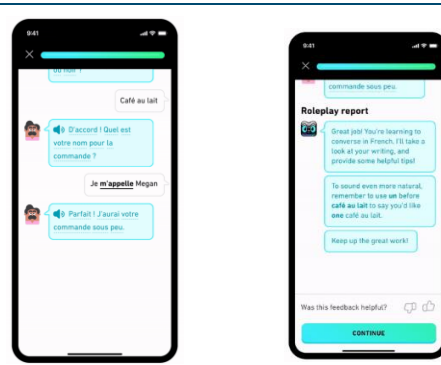 9:41
Café au lait
D'accord ! Quel est
votre nom pour la
commande ?
Je m'appelle Megan
Parfait ! J'aurai votre
commande sous peu.
9:41
commande sous peu.
Roleplay report
Great job! You're learning to
converse in French. I'll take a
look at your writing, and
provide some helpful tips!
To sound even more natural,
remember to use un before
café au lait to say you'd like
one café au lait.
Keep up the great work!
Was this feedback helpful?
CONTINUE